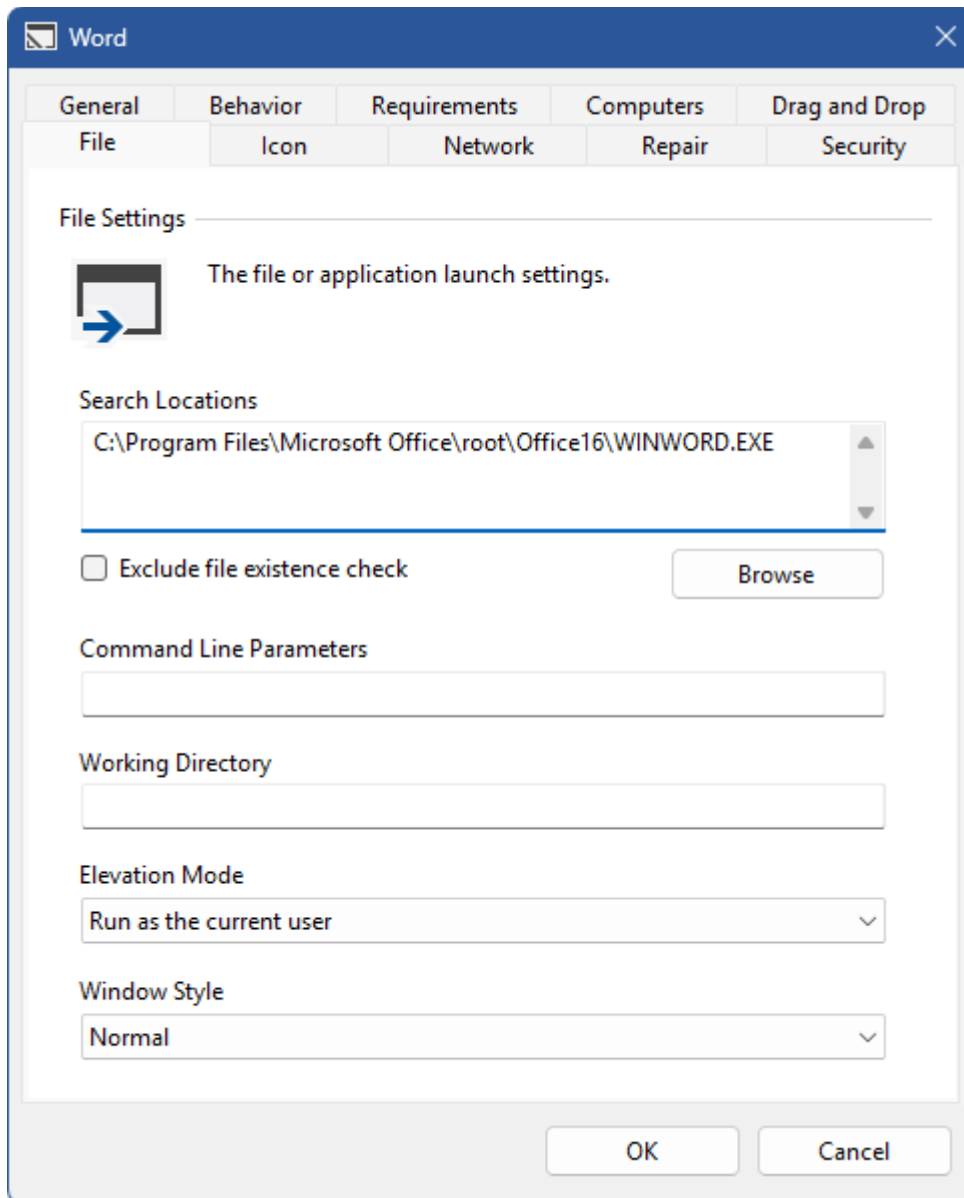 Word
General Behavior Requirements Computers Drag and Drop
File Icon Network Repair Security
File Settings
The file or application launch settings.
Search Locations
C:\Program Files\Microsoft Office\root\Office16\WINWORD.EXE
Exclude file existence check Browse
Command Line Parameters
Working Directory
Elevation Mode
Run as the current user
Window Style
Normal
OK Cancel